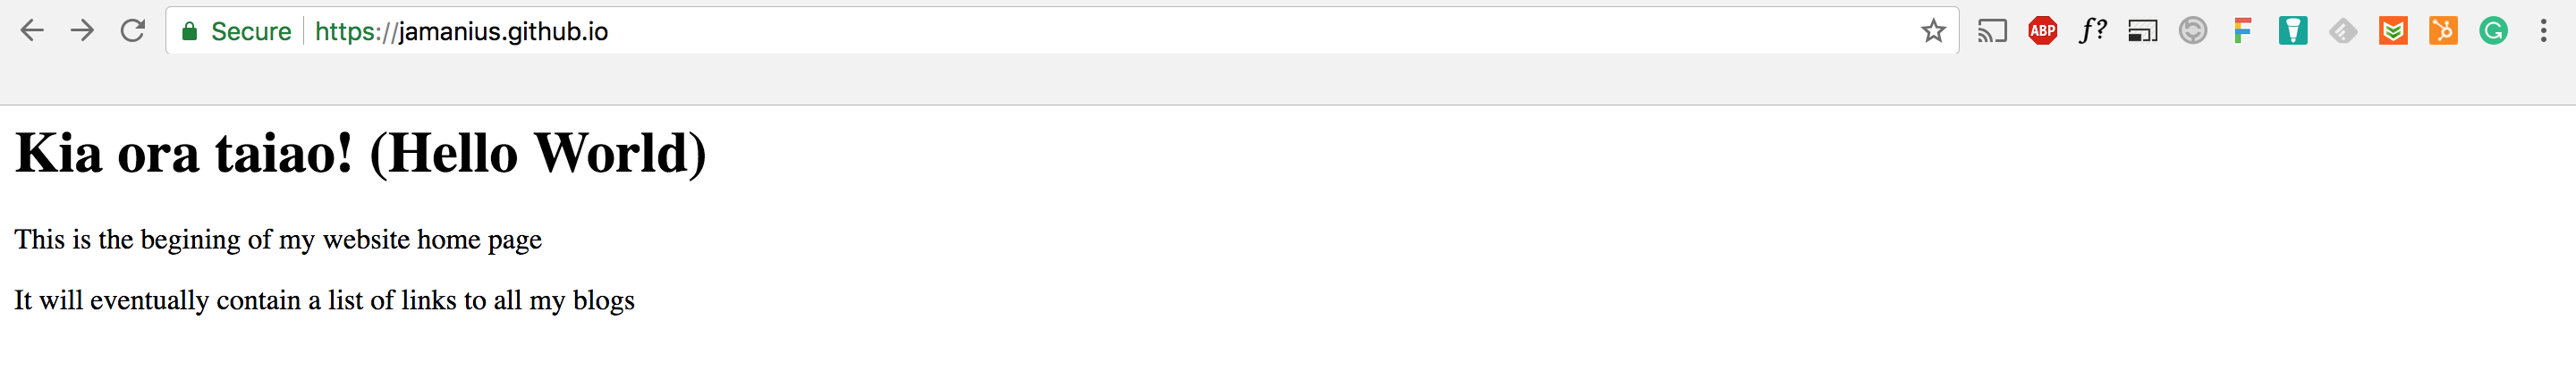 Secure https://jamanius.github.io ABP f?
Kia ora taiao! (Hello World)
This is the begining of my website home page
It will eventually contain a list of links to all my blogs